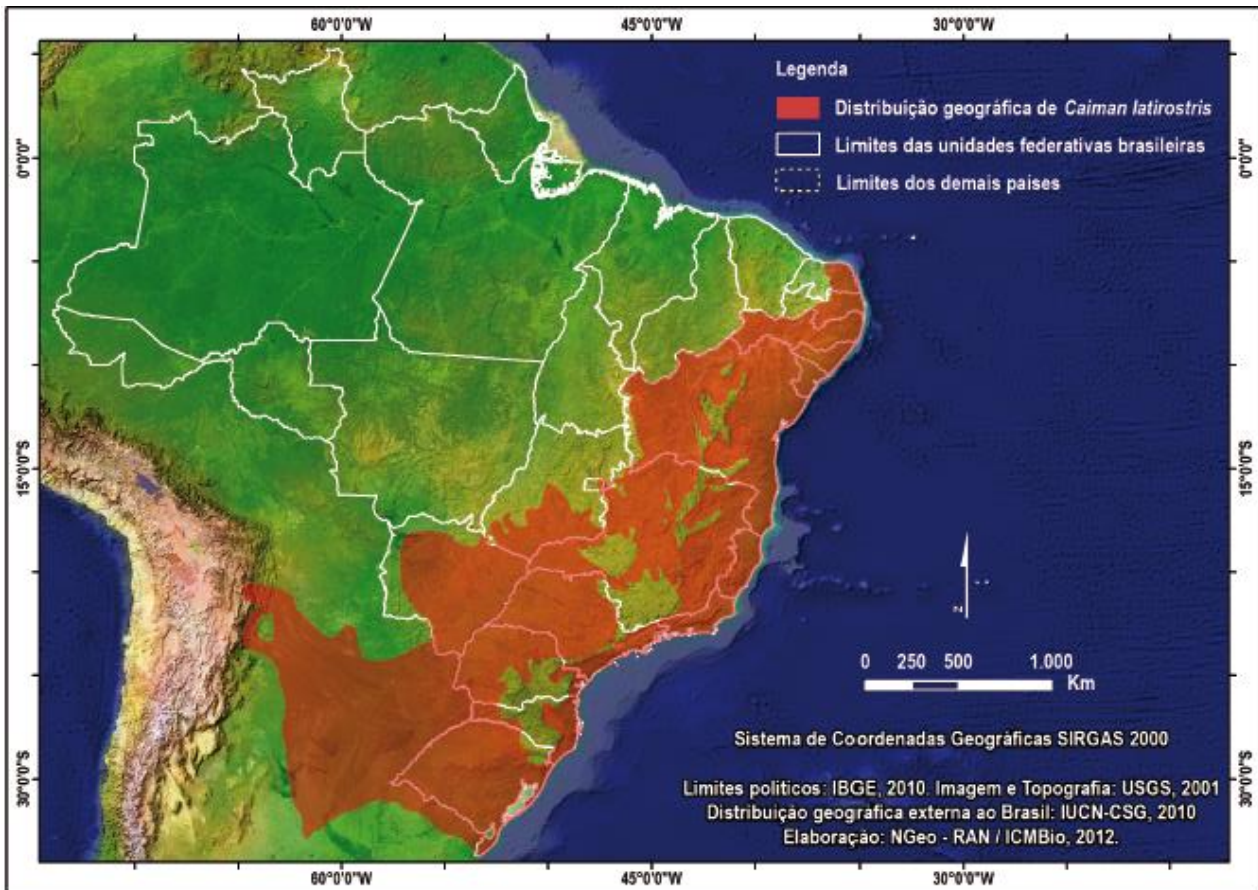 60°0'0"W 45°0'0"W 30°0'0"W
Legenda
Distribuição geográfica de Caiman latirostris
Limites das unidades federativas brasileiras
Limites dos demais países
0°0'0" 0°0'0"
15°0'0"S 15°0'0"S
z
0 250 500 1.000
Km
Sistema de Coordenadas Geográficas SIRGAS 2000
30°0'0"S 30°0'0"S
Limites politicos: IBGE, 2010. Imagem e Topografia: USGS, 2001
Distribuição geográfica externa ao Brasil: IUCN-CSG, 2010
Elaboração: NGeo - RAN / ICMBio, 2012.
60°0'0"W 45°0'0"W 30°0'0"W